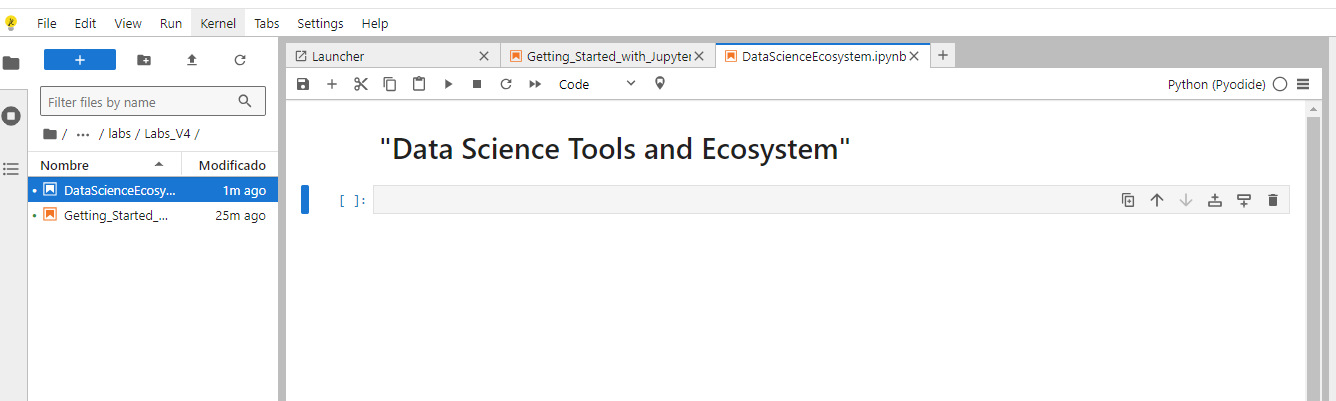 File Edit View Run Kernel Tabs Settings Help
Launcher
Getting_Started_with_Jupyter
DataScienceEcosystem.ipynb
Filter files by name
/ ... / labs / Labs_V4 /
Nombre Modificado
DataScienceEcosy... 1m ago
Getting_Started_... 25m ago
Code
Python (Pyodide)
"Data Science Tools and Ecosystem"
[ ]: